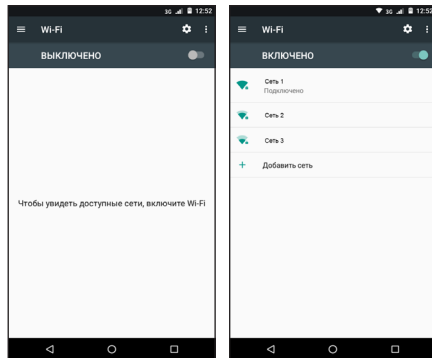 3G 12:52
Wi-Fi
ВЫКЛЮЧЕНО
Чтобы увидеть доступные сети, включите Wi-Fi
3G 12:52
Wi-Fi
ВКЛЮЧЕНО
Сеть 1
Подключено
Сеть 2
Сеть 3
Добавить сеть